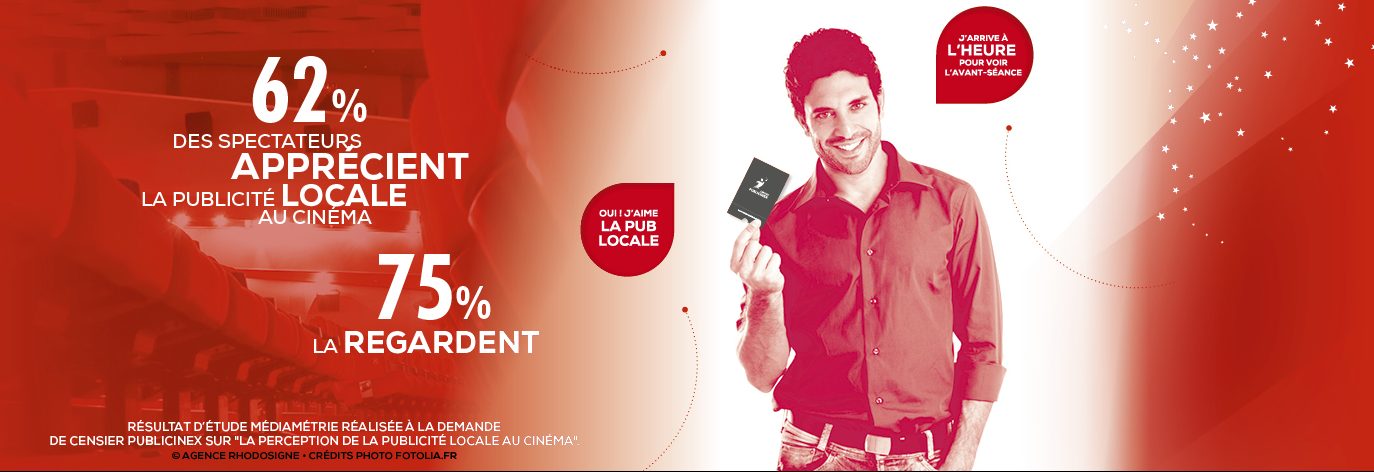 62%
DES SPECTATEURS
APPRÉCIENT
LA PUBLICITÉ LOCALE
AU CINÉMA
75%
LA REGARDENT
RÉSULTAT D'ÉTUDE MÉDIAMÉTRIE RÉALISÉE À LA DEMANDE
DE CENSIER PUBLICINEX SUR "LA PERCEPTION DE LA PUBLICITÉ LOCALE AU CINÉMA".
© AGENCE RHODOSIGNE • CRÉDITS PHOTO FOTOLIA.FR
OUI ! J'AIME
LA PUB
LOCALE
J'ARRIVE À
L'HEURE
POUR VOIR
L'AVANT-SÉANCE